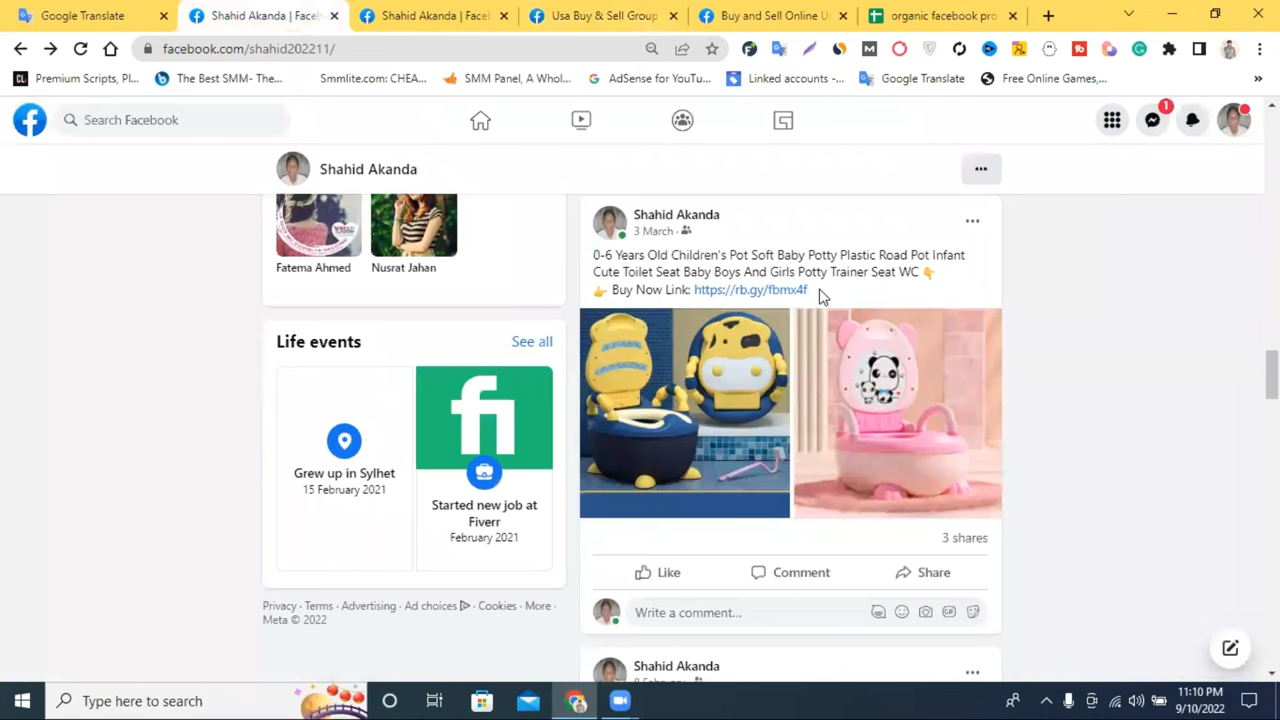 Google Translate
Shahid Akanda | Faceb
Shahid Akanda | Faceb
Usa Buy & Sell Group
Buy and Sell Online U
organic facebook pro
facebook.com/shahid202211/
Premium Scripts, Pl...
The Best SMM- The...
Smmlite.com: CHEA...
SMM Panel, A Whol...
AdSense for YouTu...
Linked accounts -...
Google Translate
Free Online Games,...
Search Facebook
1
Shahid Akanda
Fatema Ahmed
Nusrat Jahan
Life events
See all
fi
Grew up in Sylhet
15 February 2021
Started new job at
Fiverr
February 2021
Privacy · Terms · Advertising · Ad choices · Cookies · More ·
Meta © 2022
Shahid Akanda
3 March ·
0-6 Years Old Children's Pot Soft Baby Potty Plastic Road Pot Infant
Cute Toilet Seat Baby Boys And Girls Potty Trainer Seat WC 👇
👉 Buy Now Link: https://rb.gy/fbmx4f
3 shares
Like
Comment
Share
Write a comment...
GIF
Shahid Akanda
Type here to search
11:10 PM
9/10/2022